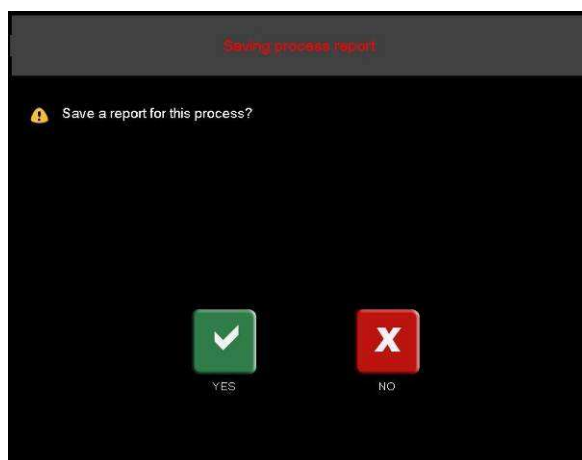 Saving process report
Save a report for this process?
YES
NO